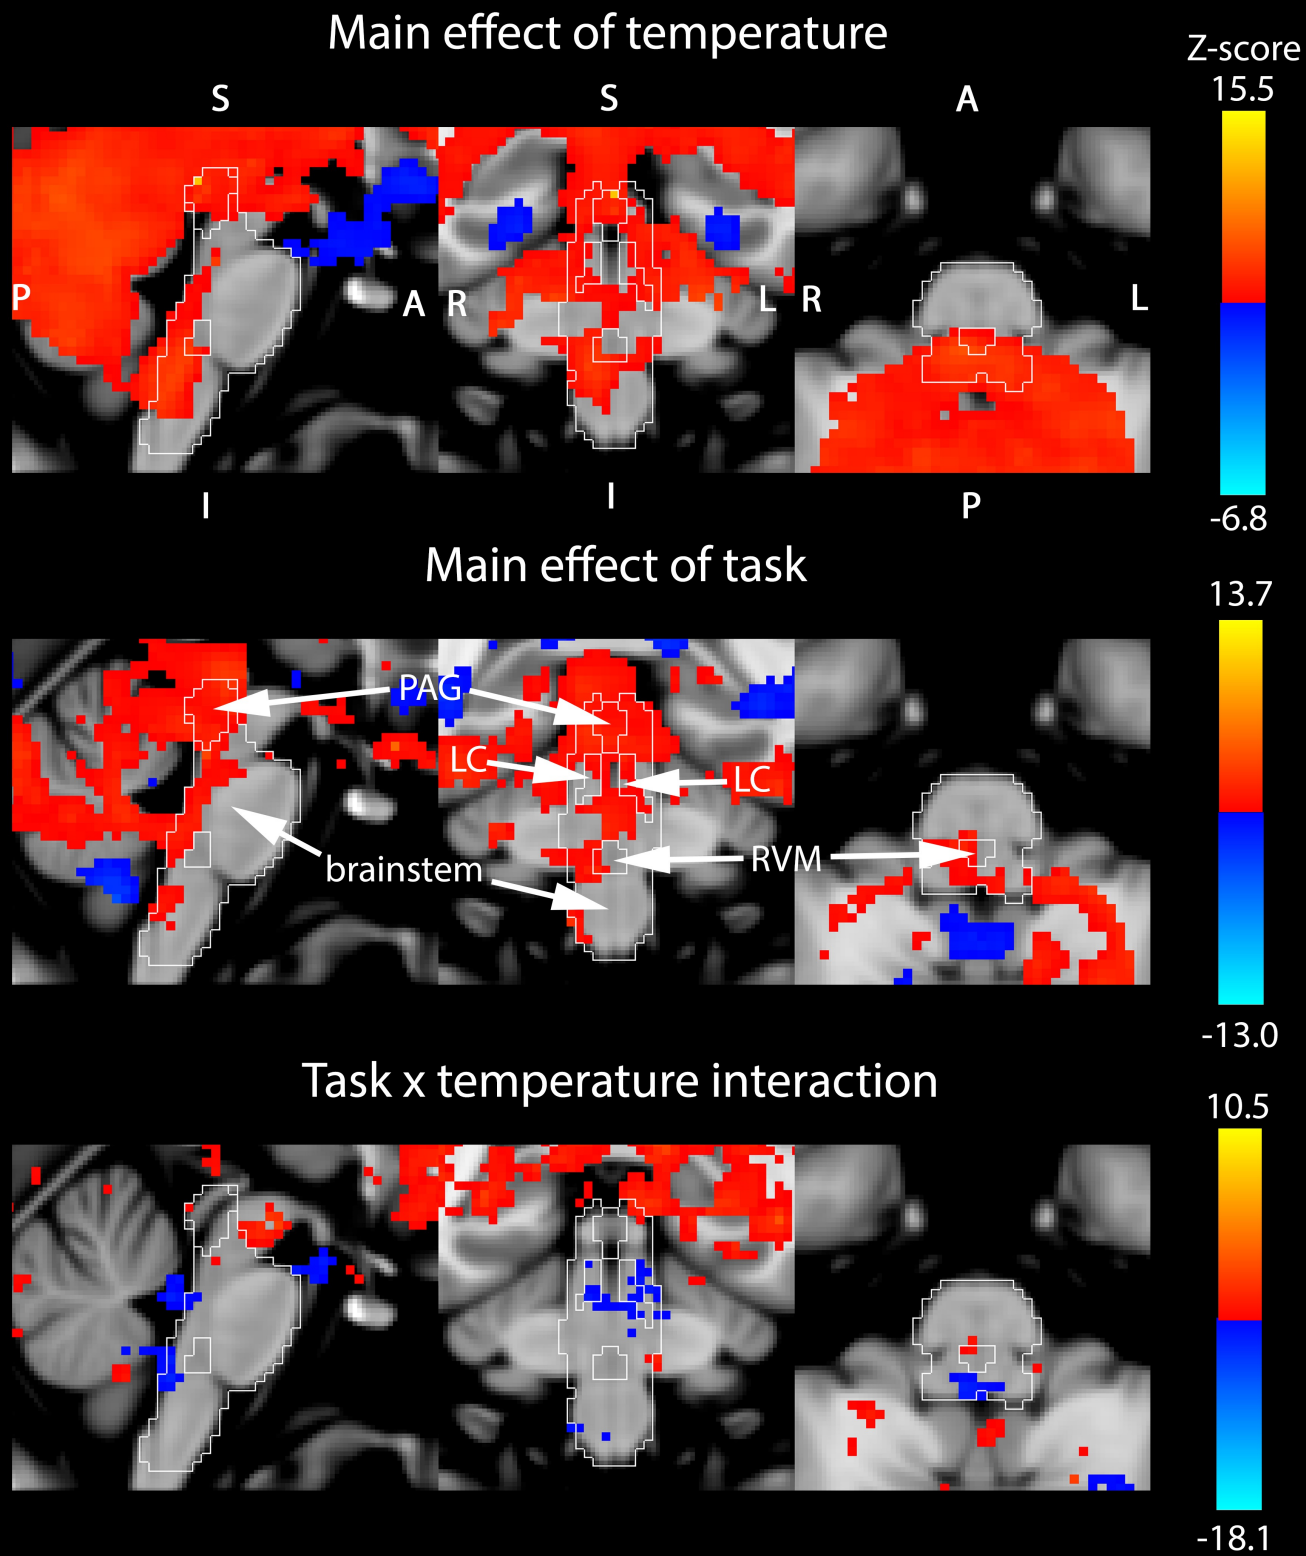 Main effect of temperature
Z-score
15.5
S
S
A
P
A
R
L
R
L
I
I
P
-6.8
Main effect of task
13.7
PAG
LC
LC
brainstem
RVM
-13.0
Task x temperature interaction
10.5
-18.1